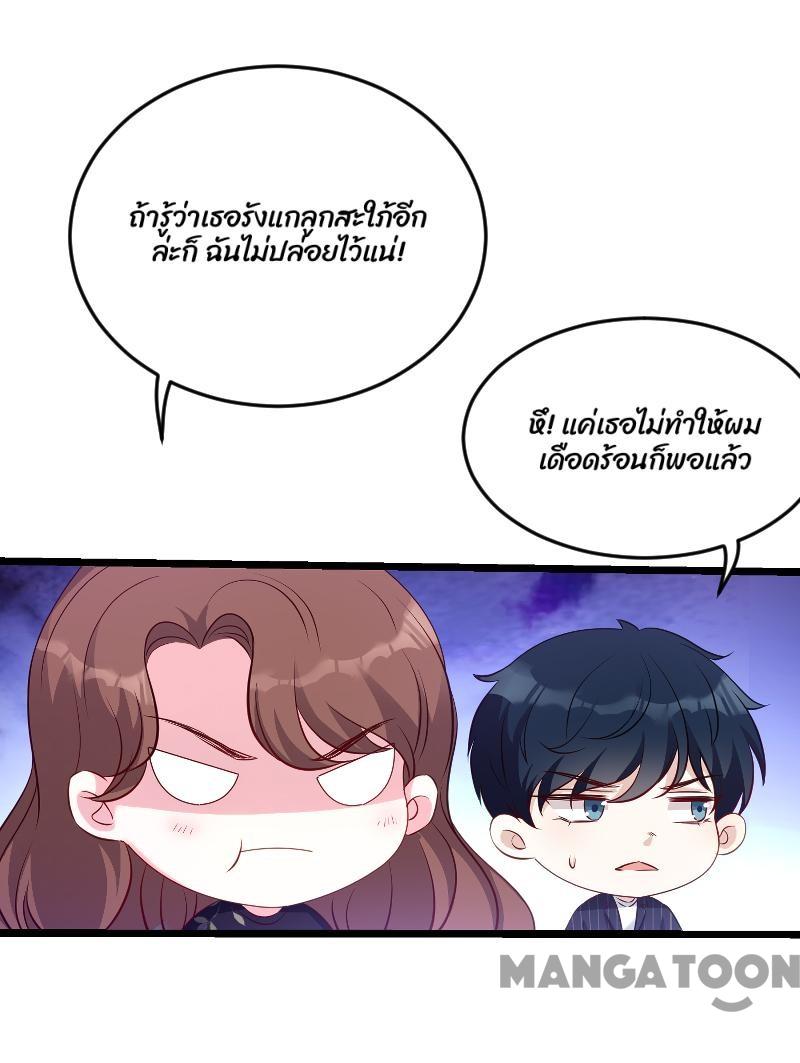 ถ้ารู้ว่าเธอรังแกลูกสะใภ้อีก
ล่ะก็ ฉันไม่ปล่อยไว้แน่!
หึ! แค่เธอไม่ทำให้ผม
เดือดร้อนก็พอแล้ว
MANGATOON